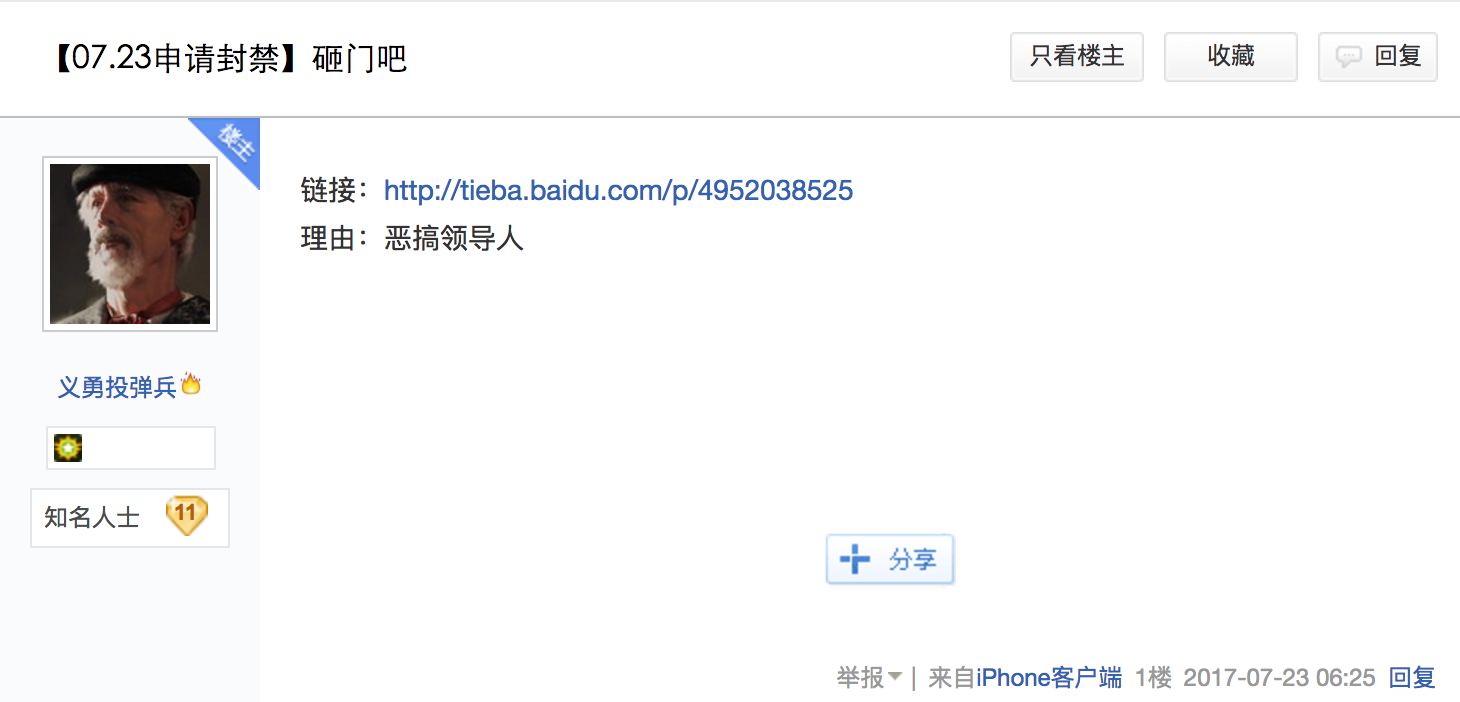 【07.23申请封禁】砸门吧
只看楼主
收藏
回复
楼主
链接：http://tieba.baidu.com/p/4952038525
理由：恶搞领导人
义勇投弹兵
知名人士 11
分享
举报 | 来自iPhone客户端 1楼 2017-07-23 06:25 回复